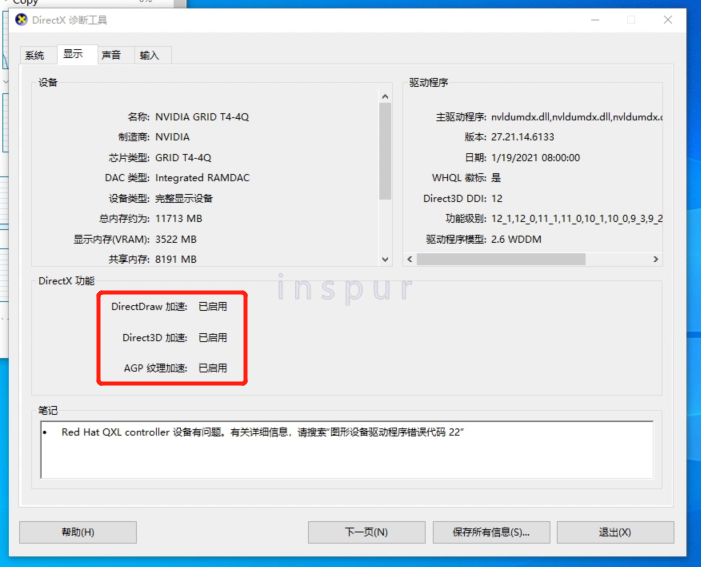 Copy
0%
DirectX 诊断工具
系统 显示 声音 输入
设备
名称: NVIDIA GRID T4-4Q
制造商: NVIDIA
芯片类型: GRID T4-4Q
DAC 类型: Integrated RAMDAC
设备类型: 完整显示设备
总内存约为: 11713 MB
显示内存(VRAM): 3522 MB
共享内存: 8191 MB
驱动程序
主驱动程序: nvldumdx.dll,nvldumdx.dll,nvldumdx.c
版本: 27.21.14.6133
日期: 1/19/2021 08:00:00
WHQL 徽标: 是
Direct3D DDI: 12
功能级别: 12_1,12_0,11_1,11_0,10_1,10_0,9_3,9_2
驱动程序模型: 2.6 WDDM
DirectX 功能
inspur
DirectDraw 加速: 已启用
Direct3D 加速: 已启用
AGP 纹理加速: 已启用
笔记
• Red Hat QXL controller 设备有问题。有关详细信息，请搜索"图形设备驱动程序错误代码 22"
帮助(H) 下一页(N) 保存所有信息(S)... 退出(X)